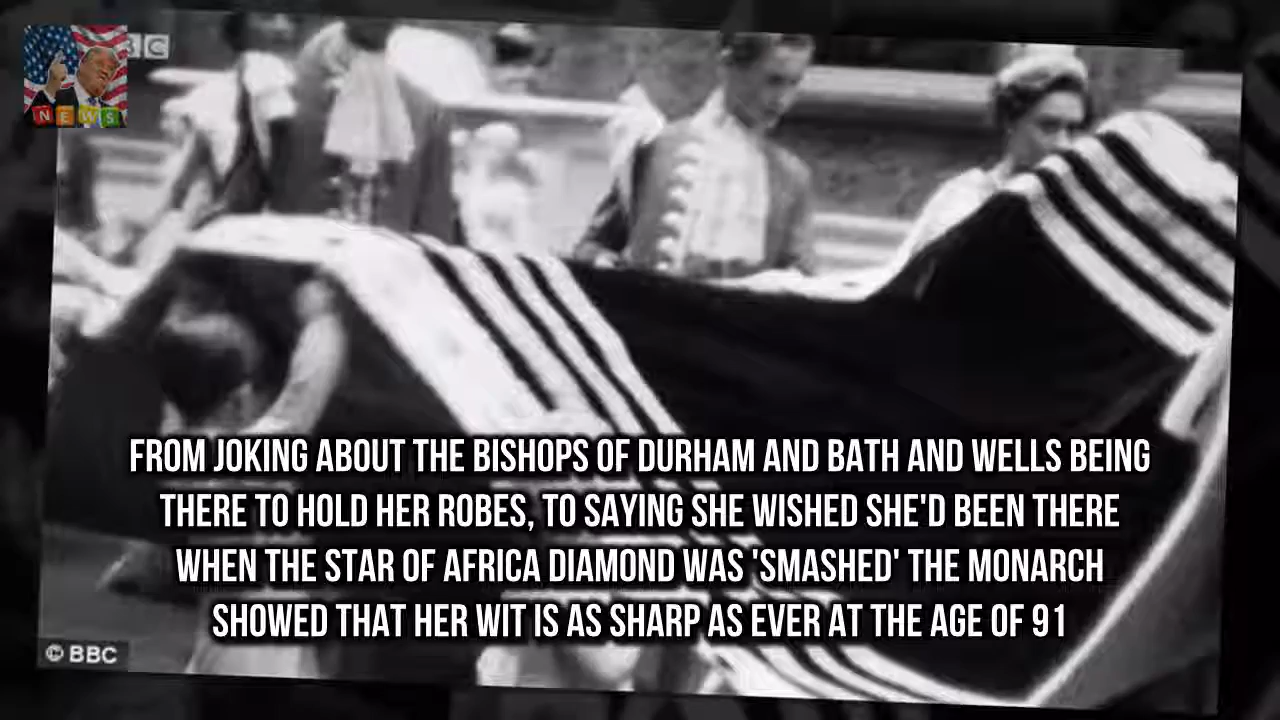 BBC
NEWS
FROM JOKING ABOUT THE BISHOPS OF DURHAM AND BATH AND WELLS BEING
THERE TO HOLD HER ROBES, TO SAYING SHE WISHED SHE'D BEEN THERE
WHEN THE STAR OF AFRICA DIAMOND WAS 'SMASHED' THE MONARCH
SHOWED THAT HER WIT IS AS SHARP AS EVER AT THE AGE OF 91
© BBC